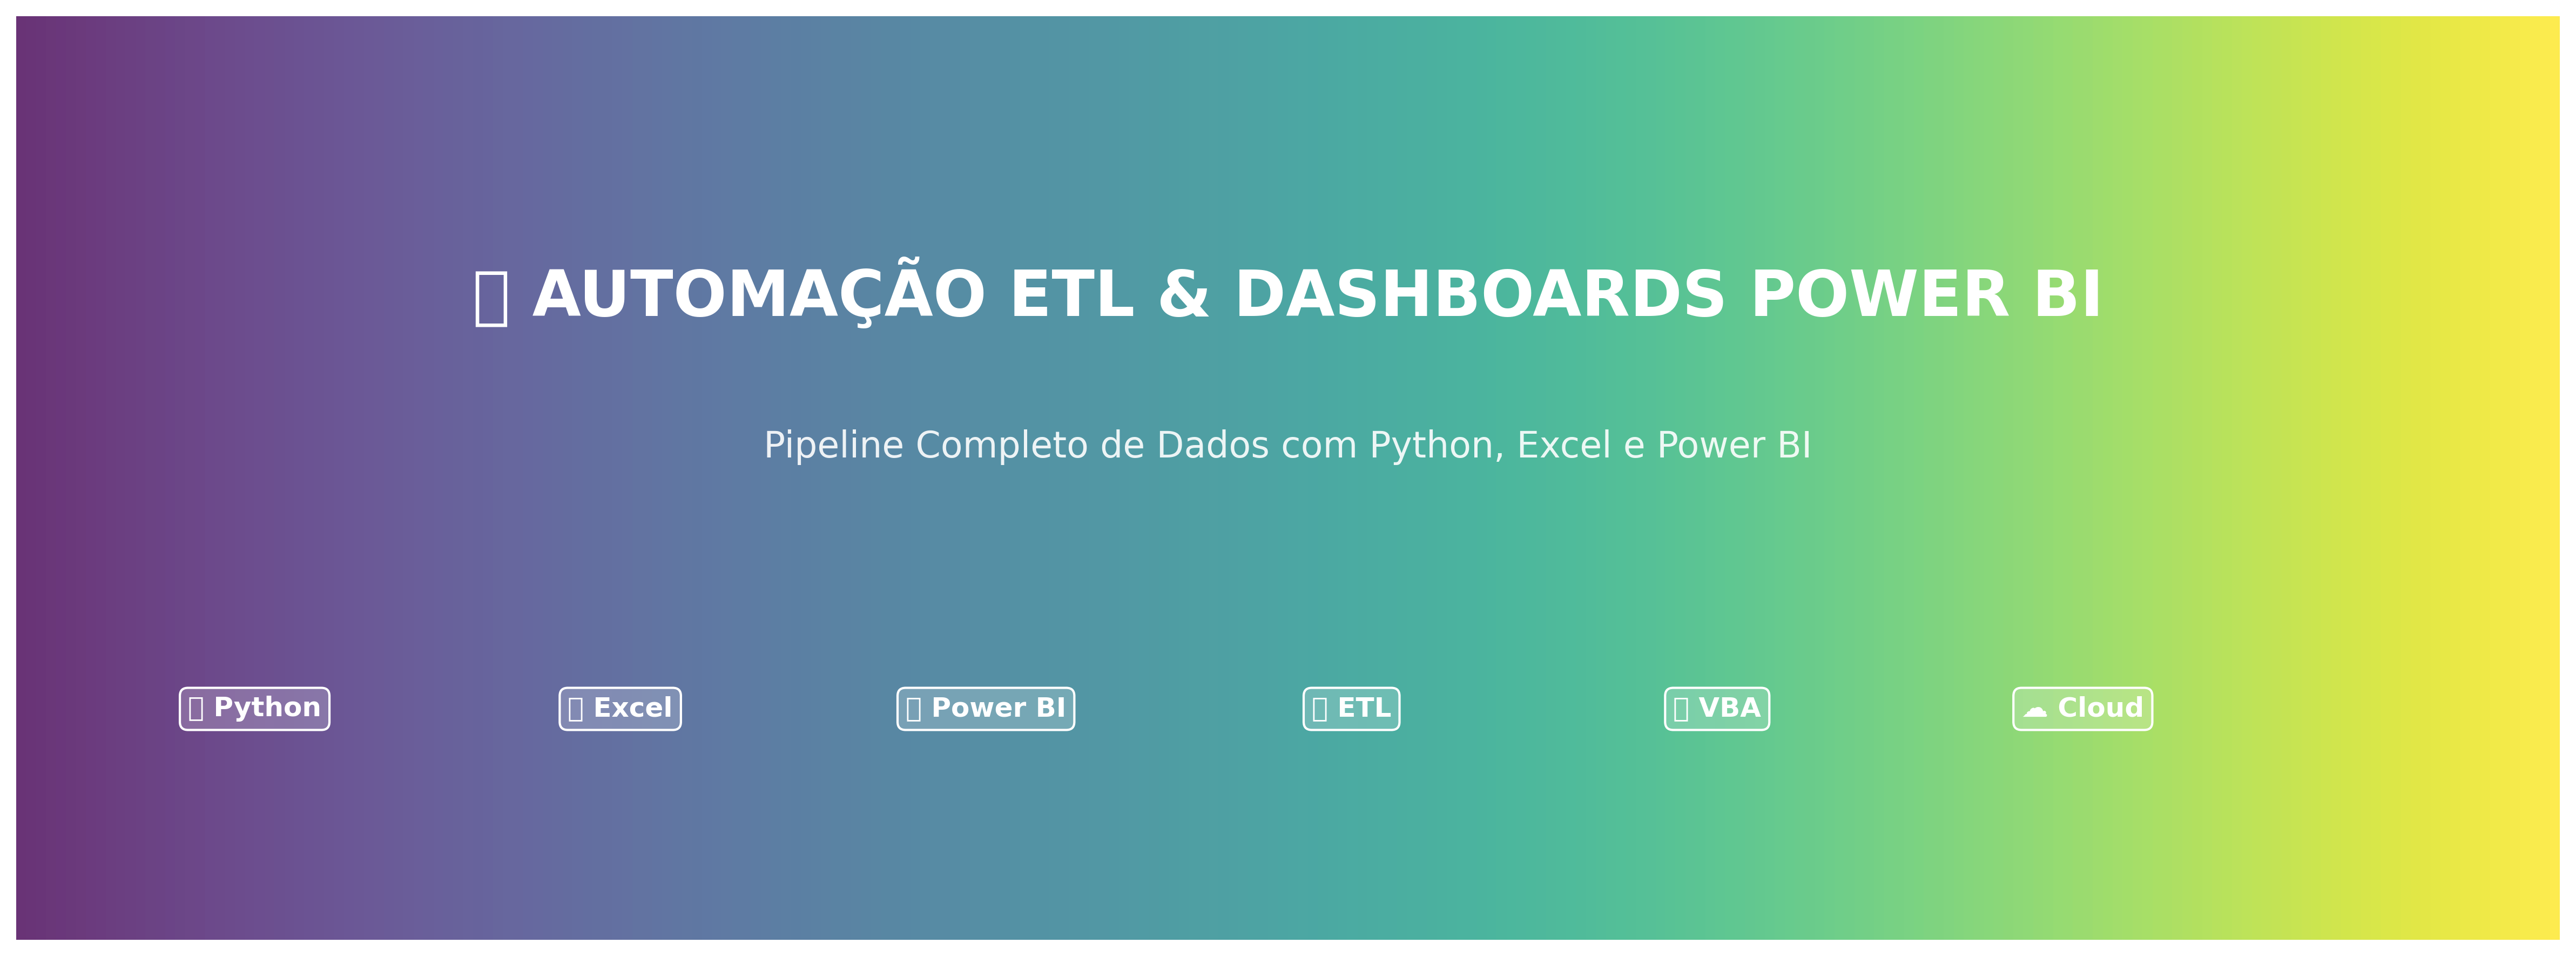 AUTOMAÇÃO ETL & DASHBOARDS POWER BI
Pipeline Completo de Dados com Python, Excel e Power BI
Python
Excel
Power BI
ETL
VBA
☁ Cloud